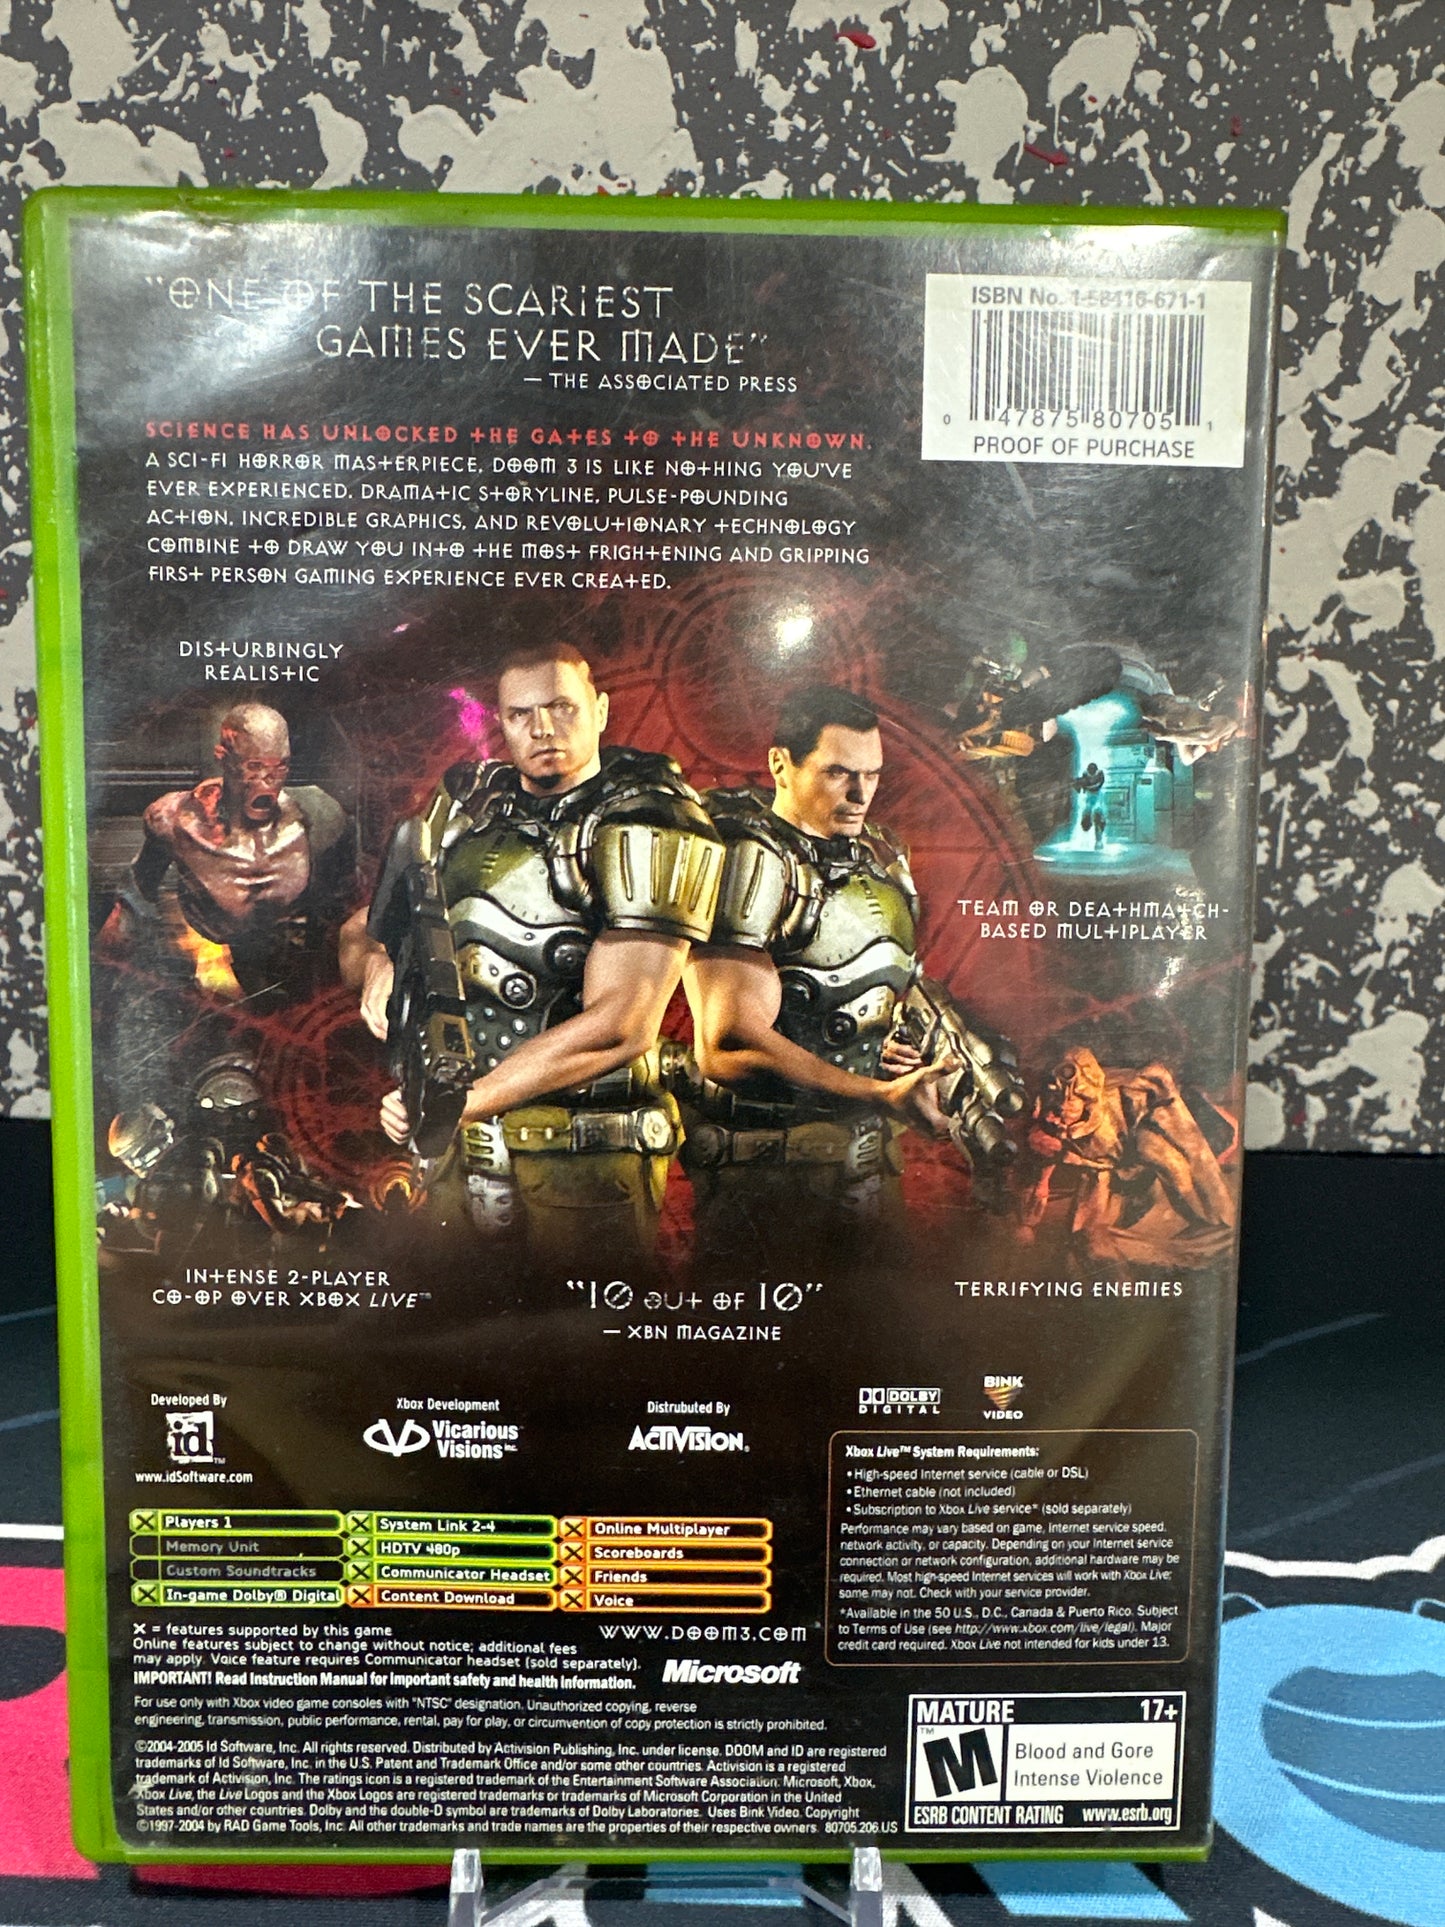 "ONE OF THE SCARIEST
GAMES EVER MADE"
– THE ASSOCIATED PRESS
ISBN No. 1-58416-671-1
0 47875 80705 1
PROOF OF PURCHASE
SCIENCE HAS UNLOCKED THE GATES TO THE UNKNOWN.
A SCI-FI HORROR MASTERPIECE, DOOM 3 IS LIKE NOTHING YOU'VE
EVER EXPERIENCED. DRAMATIC STORYLINE, PULSE-POUNDING
ACTION, INCREDIBLE GRAPHICS, AND REVOLUTIONARY TECHNOLOGY
COMBINE TO DRAW YOU INTO THE MOST FRIGHTENING AND GRIPPING
FIRST PERSON GAMING EXPERIENCE EVER CREATED.
DISTURBINGLY
REALISTIC
TEAM OR DEATHMATCH-
BASED MULTIPLAYER
INTENSE 2-PLAYER
CO-OP OVER XBOX LIVE™
"10 OUT OF 10"
– XBN MAGAZINE
TERRIFYING ENEMIES
Developed By
id™
www.idSoftware.com
Xbox Development
Vicarious
Visions Inc.
Distrubuted By
ACTIVISION®
DOLBY
DIGITAL
BINK
VIDEO
Xbox Live™ System Requirements:
• High-speed Internet service (cable or DSL)
• Ethernet cable (not included)
• Subscription to Xbox Live service* (sold separately)
Performance may vary based on game, Internet service speed,
network activity, or capacity. Depending on your Internet service
connection or network configuration, additional hardware may be
required. Most high-speed Internet services will work with Xbox Live;
some may not. Check with your service provider.
*Available in the 50 U.S., D.C., Canada & Puerto Rico. Subject
to Terms of Use (see http://www.xbox.com/live/legal). Major
credit card required. Xbox Live not intended for kids under 13.
X Players 1
Memory Unit
Custom Soundtracks
X In-game Dolby® Digital
X System Link 2-4
X HDTV 480p
X Communicator Headset
X Content Download
X Online Multiplayer
X Scoreboards
X Friends
X Voice
X = features supported by this game
Online features subject to change without notice; additional fees
may apply. Voice feature requires Communicator headset (sold separately).
IMPORTANT! Read Instruction Manual for important safety and health information.
WWW.DOOM3.COM
Microsoft
For use only with Xbox video game consoles with "NTSC" designation. Unauthorized copying, reverse
engineering, transmission, public performance, rental, pay for play, or circumvention of copy protection is strictly prohibited.
©2004-2005 Id Software, Inc. All rights reserved. Distributed by Activision Publishing, Inc. under license. DOOM and ID are registered
trademarks of Id Software, Inc. in the U.S. Patent and Trademark Office and/or some other countries. Activision is a registered
trademark of Activision, Inc. The ratings icon is a registered trademark of the Entertainment Software Association. Microsoft, Xbox,
Xbox Live, the Live Logos and the Xbox Logos are registered trademarks or trademarks of Microsoft Corporation in the United
States and/or other countries. Dolby and the double-D symbol are trademarks of Dolby Laboratories. Uses Bink Video. Copyright
©1997-2004 by RAD Game Tools, Inc. All other trademarks and trade names are the properties of their respective owners. 80705.206.US
MATURE 17+
™
M
Blood and Gore
Intense Violence
ESRB CONTENT RATING www.esrb.org